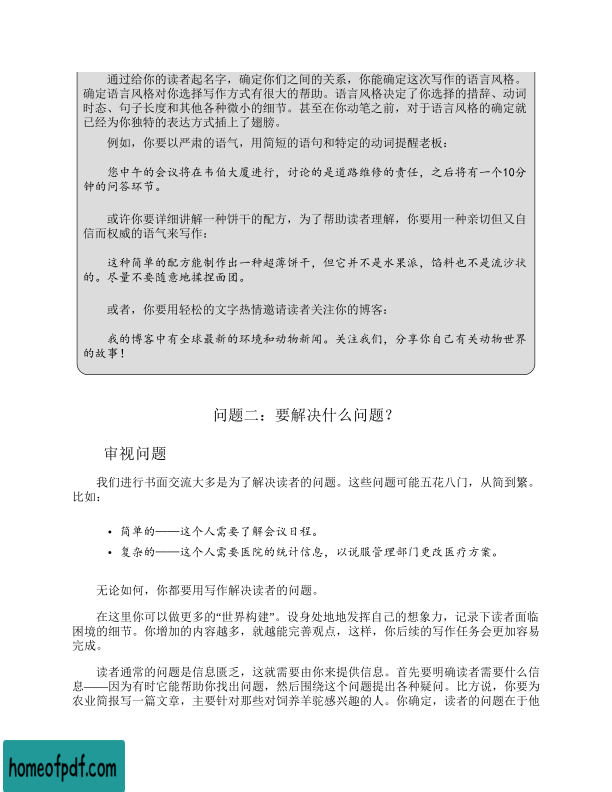 通过给你的读者起名字，确定你们之间的关系，你能确定这次写作的语言风格。
确定语言风格对你选择写作方式有很大的帮助。语言风格决定了你选择的措辞、动词
时态、句子长度和其他各种微小的细节。甚至在你动笔之前，对于语言风格的确定就
已经为你独特的表达方式插上了翅膀。
例如，你要以严肃的语气，用简短的语句和特定的动词提醒老板：
您中午的会议将在韦伯大厦进行，讨论的是道路维修的责任，之后将有一个10分
钟的问答环节。
或许你要详细讲解一种饼干的配方，为了帮助读者理解，你要用一种亲切但又自
信而权威的语气来写作：
这种简单的配方能制作出一种超薄饼干，但它并不是水果派，馅料也不是流沙状
的。尽量不要随意地揉捏面团。
或者，你要用轻松的文字热情邀请读者关注你的博客：
我的博客中有全球最新的环境和动物新闻。关注我们，分享你自己有关动物世界
的故事！
问题二：要解决什么问题？
审视问题
我们进行书面交流大多是为了解决读者的问题。这些问题可能五花八门，从简到繁。
比如：
• 简单的——这个人需要了解会议日程。
• 复杂的——这个人需要医院的统计信息，以说服管理部门更改医疗方案。
无论如何，你都要用写作解决读者的问题。
在这里你可以做更多的“世界构建”。设身处地地发挥自己的想象力，记录下读者面临
困境的细节。你增加的内容越多，就越能完善观点，这样，你后续的写作任务会更加容易
完成。
读者通常的问题是信息匮乏，这就需要由你来提供信息。首先要明确读者需要什么信
息——因为有时它能帮助你找出问题，然后围绕这个问题提出各种疑问。比方说，你要为
农业简报写一篇文章，主要针对那些对饲养羊驼感兴趣的人。你确定，读者的问题在于他
homeofpdf.com